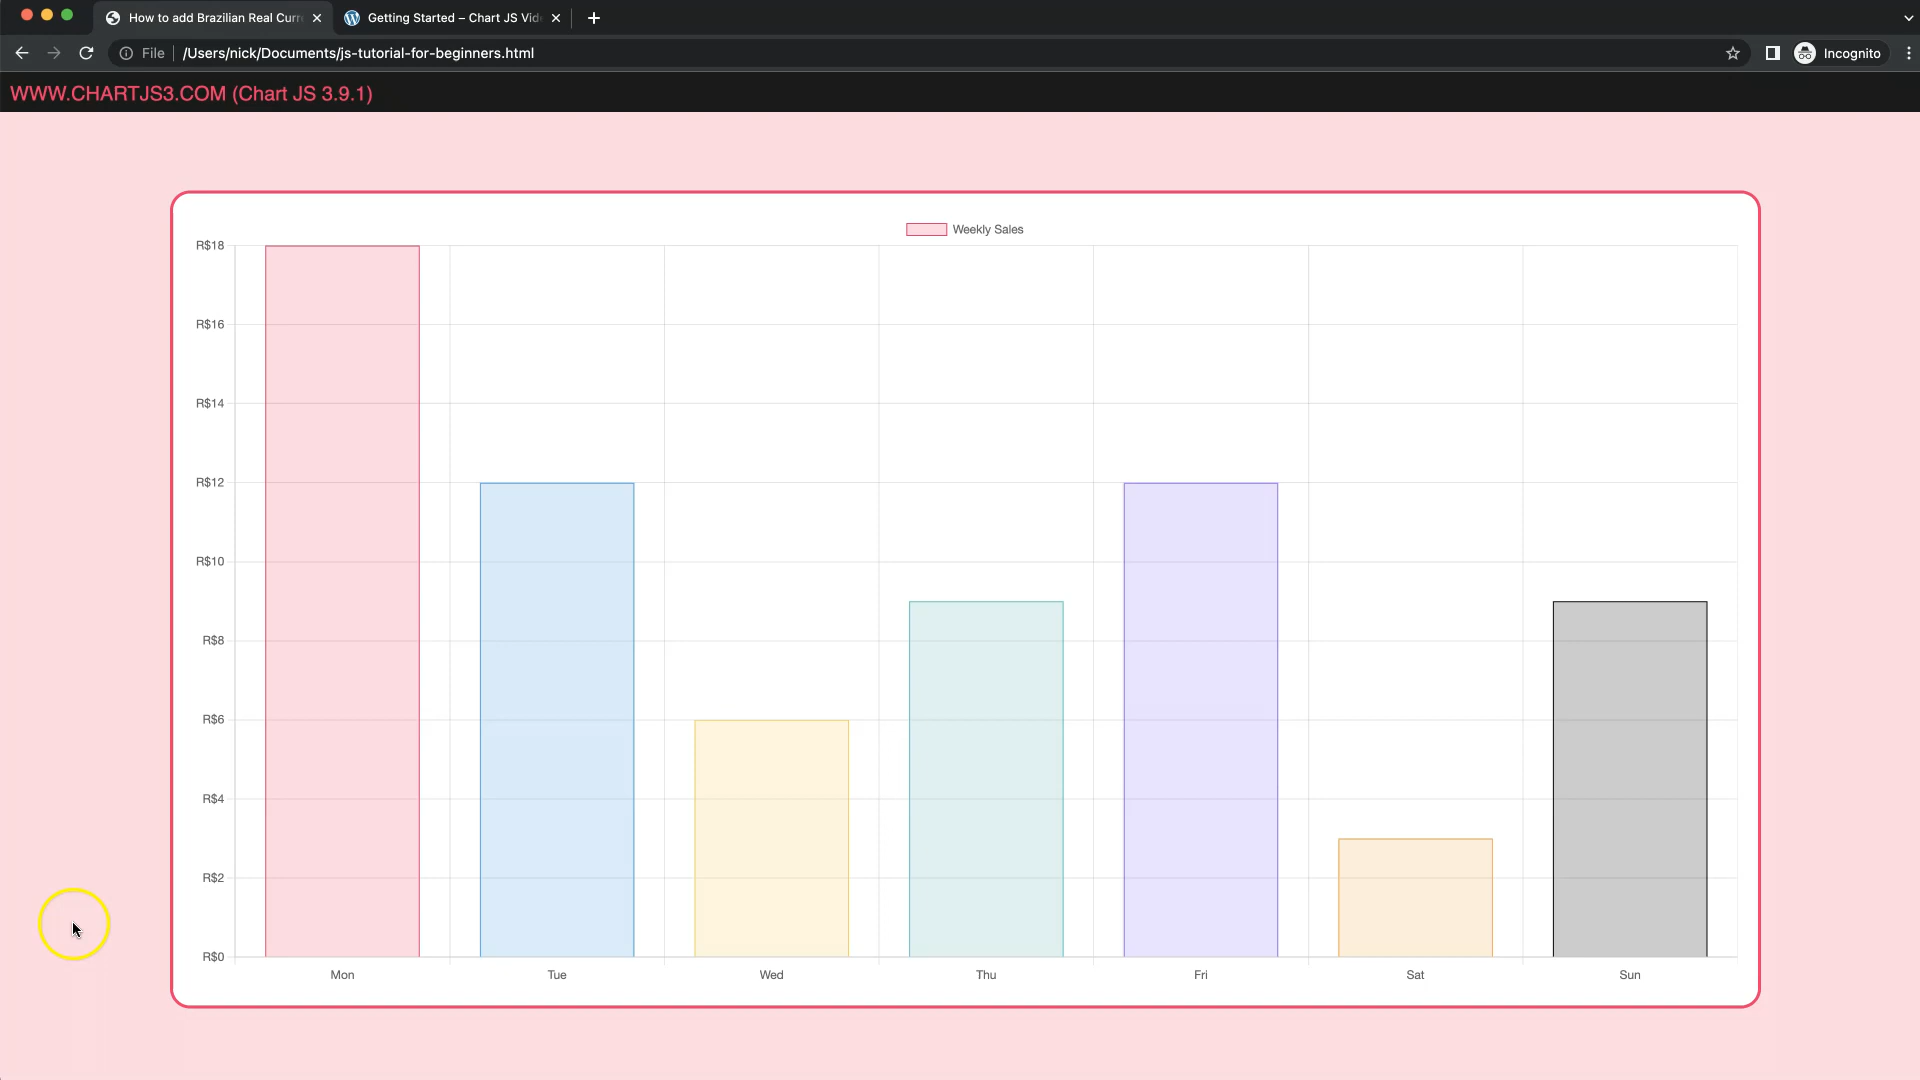 How to add Brazilian Real Curr
Getting Started – Chart JS Vid
File
/Users/nick/Documents/js-tutorial-for-beginners.html
Incognito
WWW.CHARTJS3.COM (Chart JS 3.9.1)
Weekly Sales
R$18
R$16
R$14
R$12
R$10
R$8
R$6
R$4
R$2
R$0
Mon Tue Wed Thu Fri Sat Sun